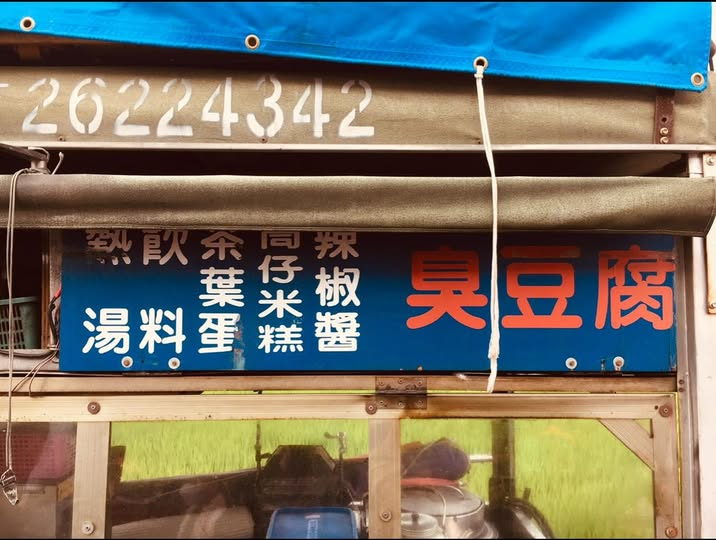 26224342
熱湯
飲料
茶葉蛋
筒仔米糕
辣椒醬
臭豆腐